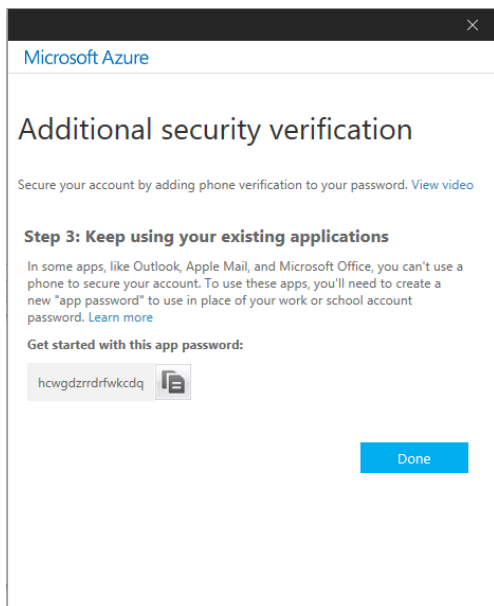 Microsoft Azure
Additional security verification
Secure your account by adding phone verification to your password. View video
Step 3: Keep using your existing applications
In some apps, like Outlook, Apple Mail, and Microsoft Office, you can't use a
phone to secure your account. To use these apps, you'll need to create a
new "app password" to use in place of your work or school account
password. Learn more
Get started with this app password:
hcwgdzrrdrfwkcdq
Done